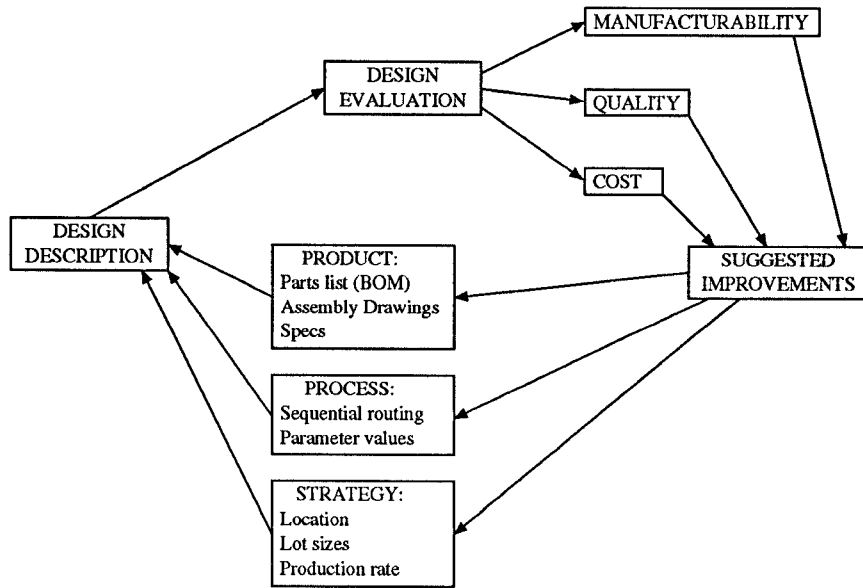 MANUFACTURABILITY
DESIGN
EVALUATION
QUALITY
COST
DESIGN
DESCRIPTION
PRODUCT:
Parts list (BOM)
Assembly Drawings
Specs
SUGGESTED
IMPROVEMENTS
PROCESS:
Sequential routing
Parameter values
STRATEGY:
Location
Lot sizes
Production rate